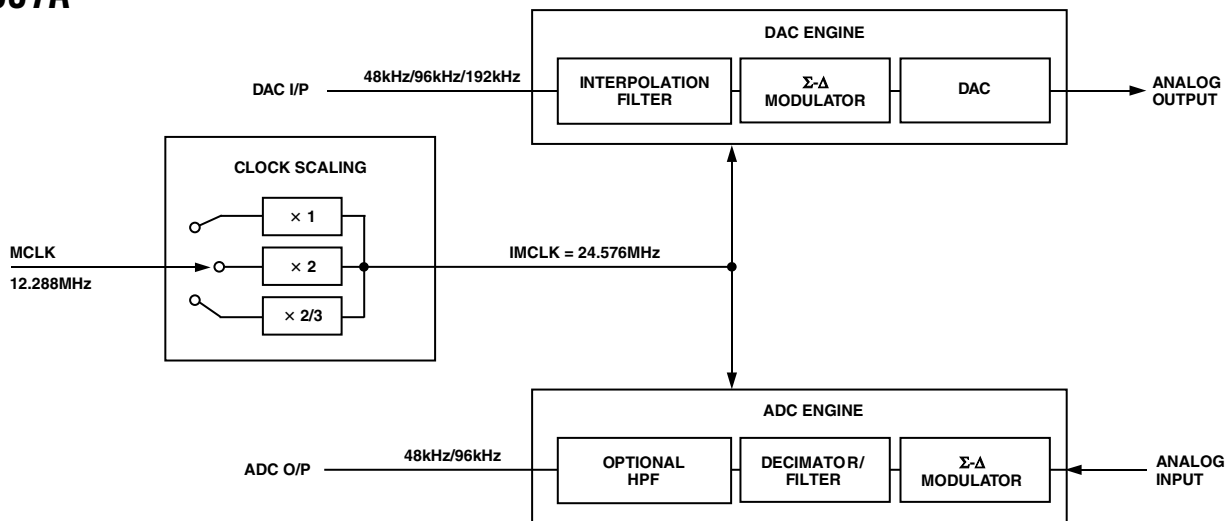 DAC ENGINE
48kHz/96kHz/192kHz
DAC I/P
INTERPOLATION
FILTER
Σ-Δ
MODULATOR
DAC
ANALOG
OUTPUT
CLOCK SCALING
× 1
MCLK
12.288MHz
× 2
IMCLK = 24.576MHz
× 2/3
ADC ENGINE
48kHz/96kHz
ADC O/P
OPTIONAL
HPF
DECIMATOR/
FILTER
Σ-Δ
MODULATOR
ANALOG
INPUT